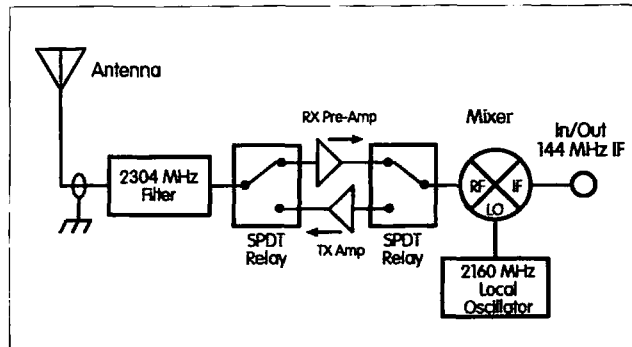 Antenna
2304 MHz
Filter
RX Pre-Amp
TX Amp
SPDT
Relay
SPDT
Relay
Mixer
RF
IF
LO
In/Out
144 MHz IF
2160 MHz
Local
Oscillator